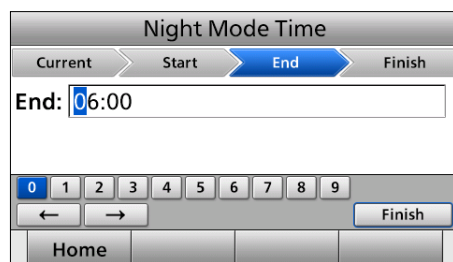 Night Mode Time
Current Start End Finish
End: 06:00
0 1 2 3 4 5 6 7 8 9
← → Finish
Home